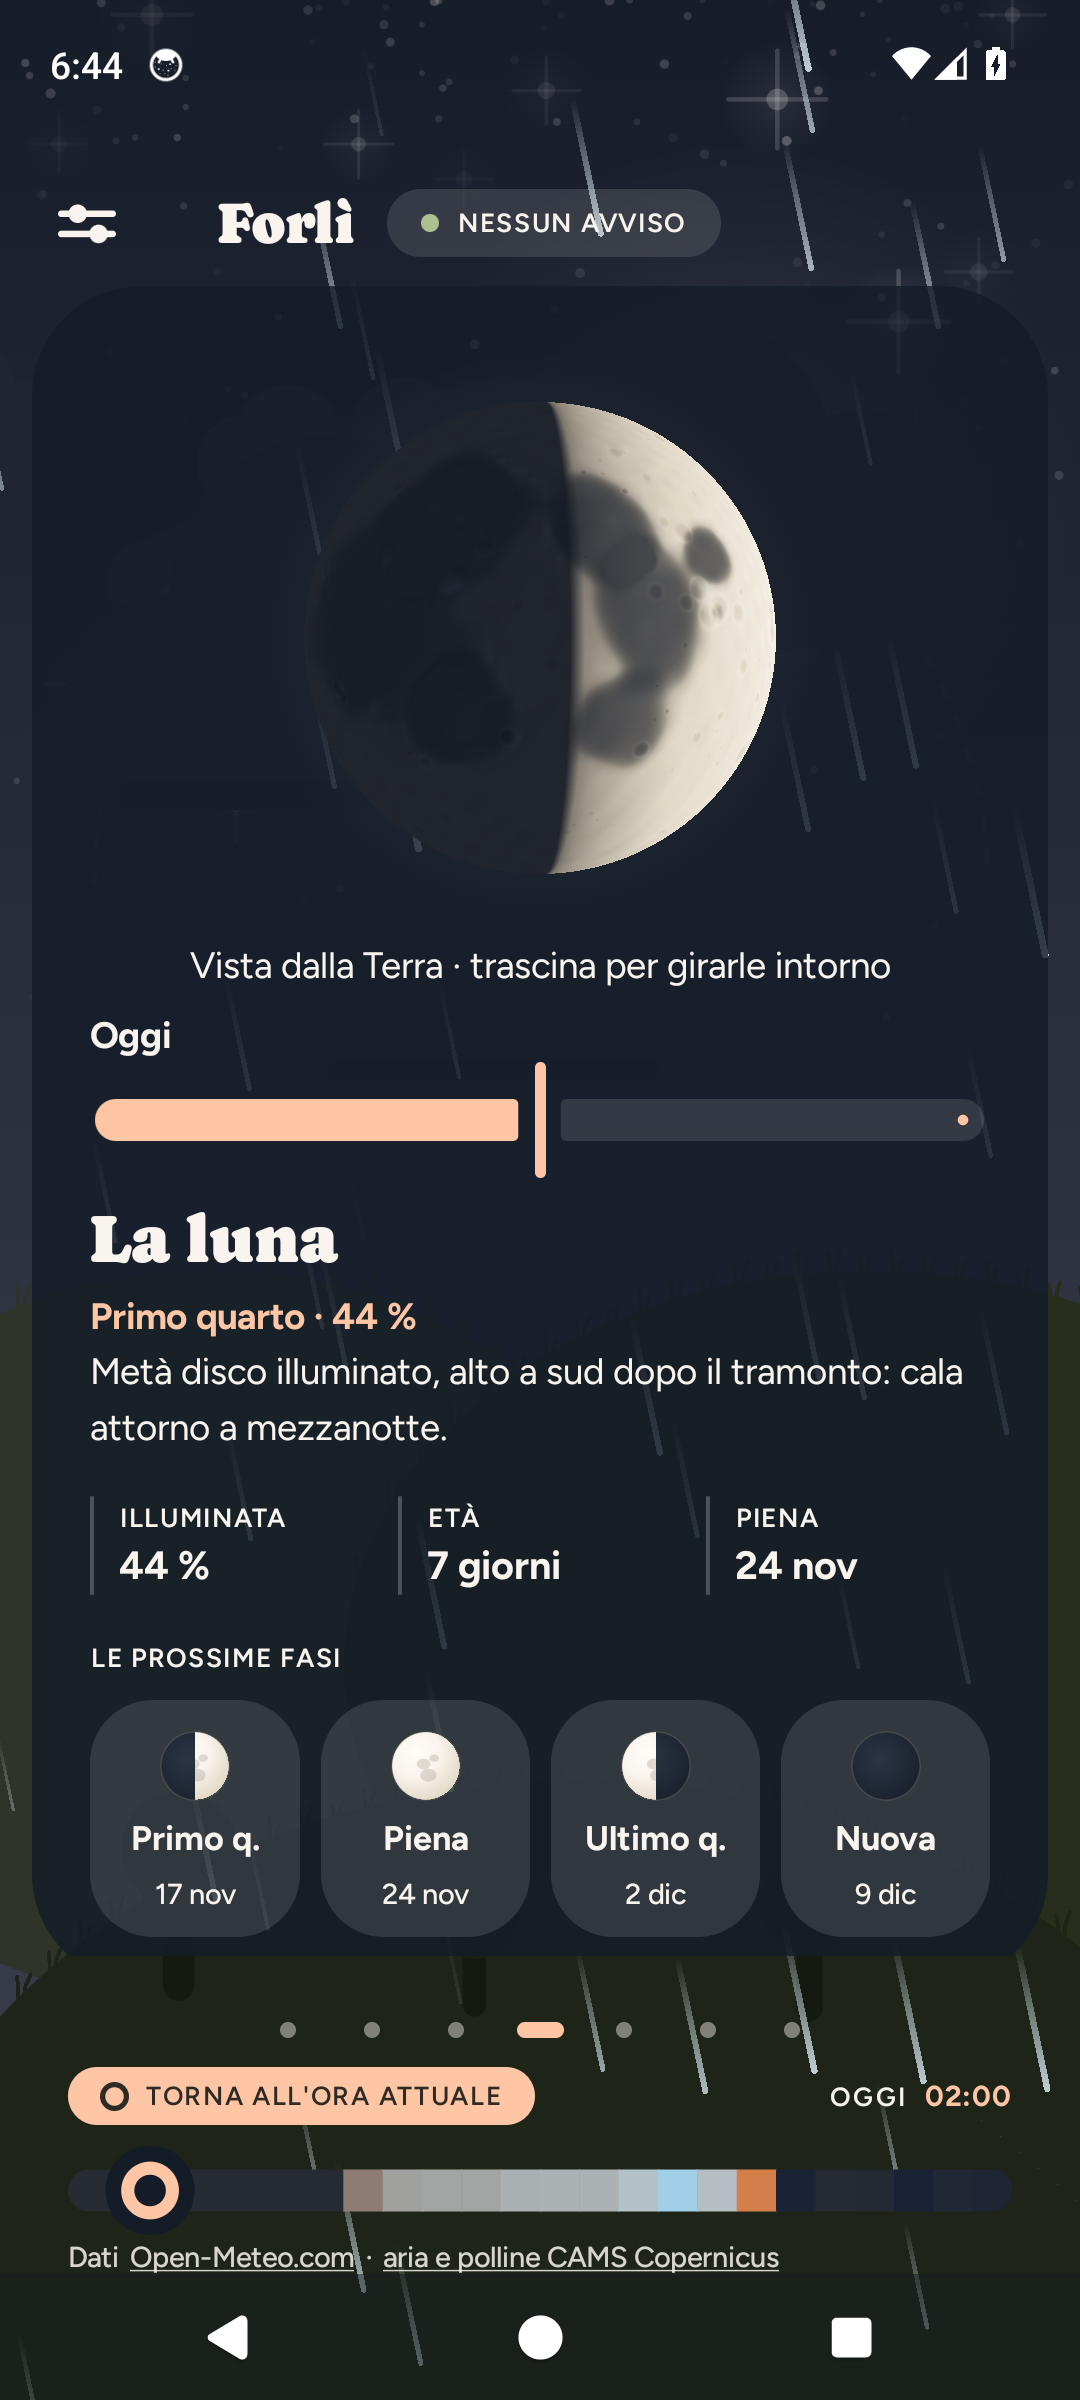 6:44
Forlì
NESSUN AVVISO
Vista dalla Terra · trascina per girarle intorno
Oggi
La luna
Primo quarto · 44 %
Metà disco illuminato, alto a sud dopo il tramonto: cala
attorno a mezzanotte.
ILLUMINATA
44 %
ETÀ
7 giorni
PIENA
24 nov
LE PROSSIME FASI
Primo q.
17 nov
Piena
24 nov
Ultimo q.
2 dic
Nuova
9 dic
TORNA ALL'ORA ATTUALE
OGGI 02:00
Dati Open-Meteo.com · aria e polline CAMS Copernicus